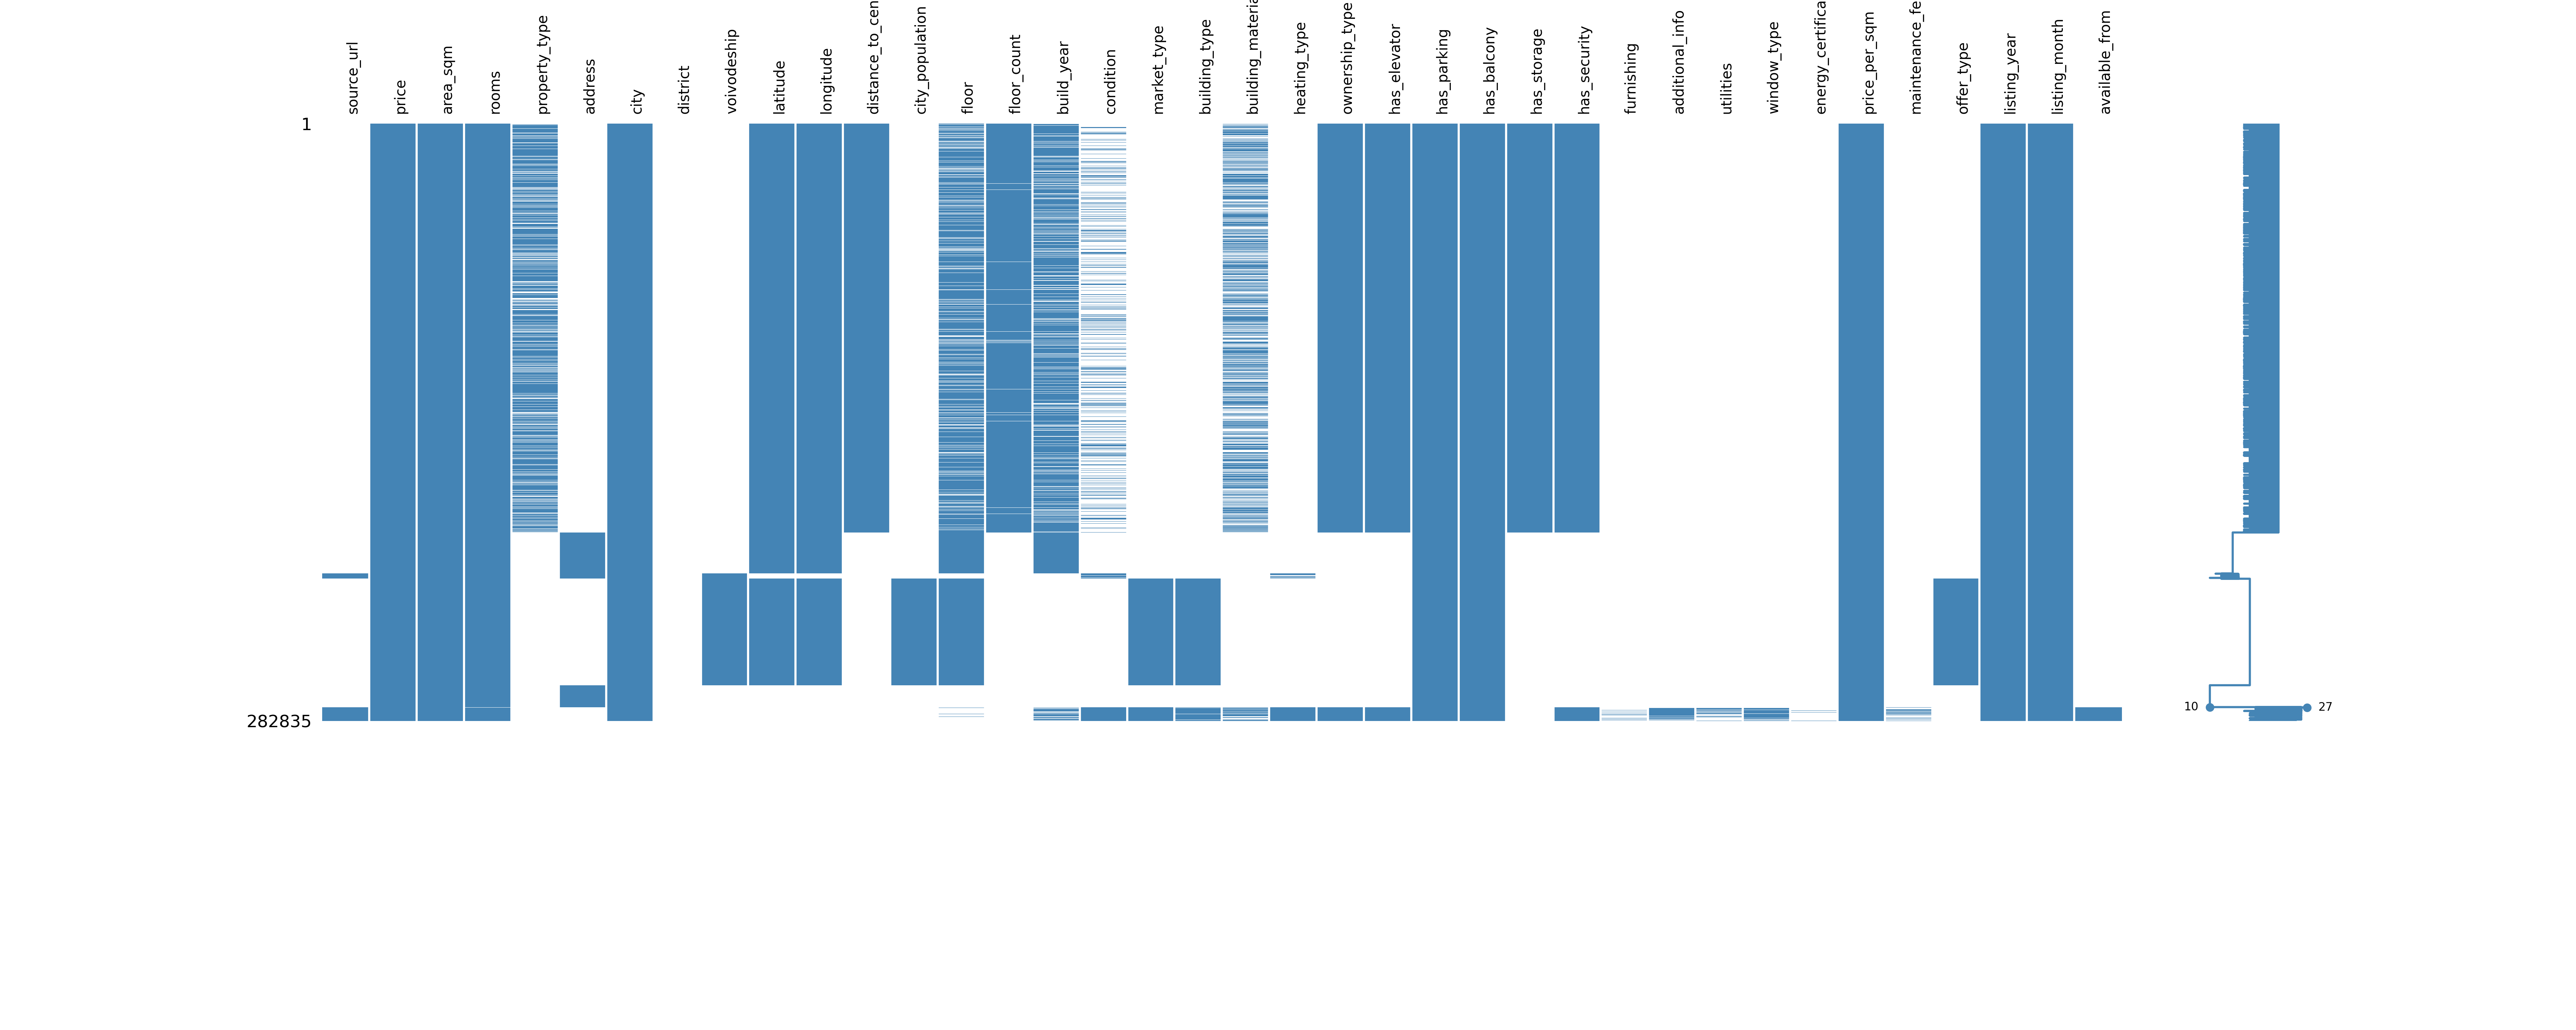 source_url
price
area_sqm
rooms
property_type
address
city
district
voivodeship
latitude
longitude
distance_to_cen
city_population
floor
floor_count
build_year
condition
market_type
building_type
building_materia
heating_type
ownership_type
has_elevator
has_parking
has_balcony
has_storage
has_security
furnishing
additional_info
utilities
window_type
energy_certifica
price_per_sqm
maintenance_fe
offer_type
listing_year
listing_month
available_from
1
282835
10
27